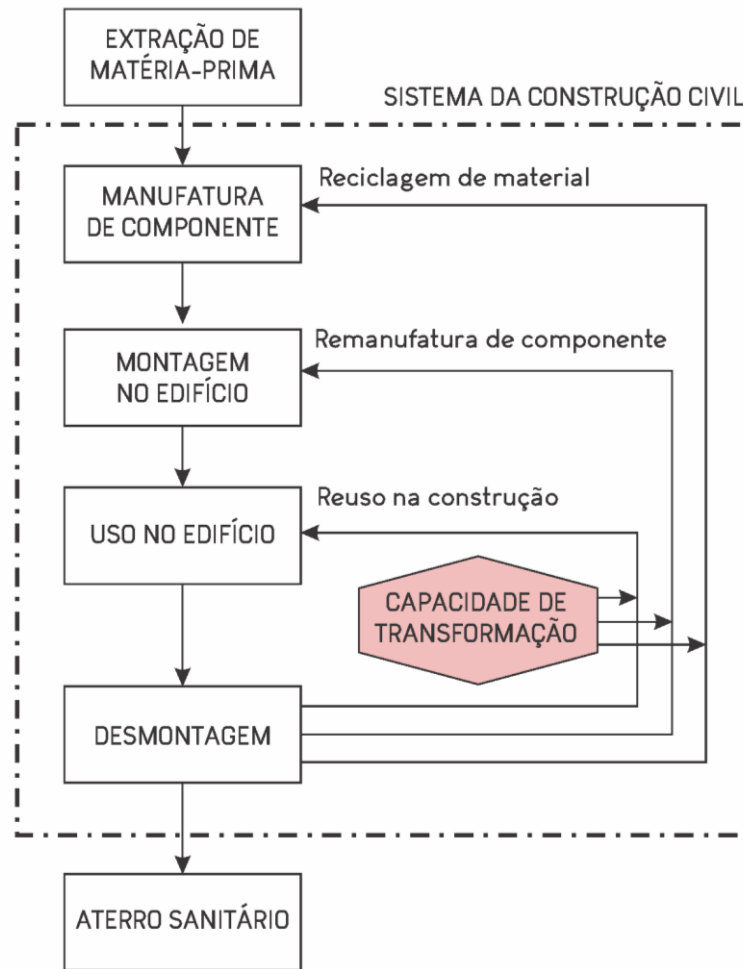 EXTRAÇÃO DE
MATÉRIA-PRIMA
SISTEMA DA CONSTRUÇÃO CIVIL
MANUFATURA
DE COMPONENTE
Reciclagem de material
MONTAGEM
NO EDIFÍCIO
Remanufatura de componente
USO NO EDIFÍCIO
Reuso na construção
CAPACIDADE DE
TRANSFORMAÇÃO
DESMONTAGEM
ATERRO SANITÁRIO